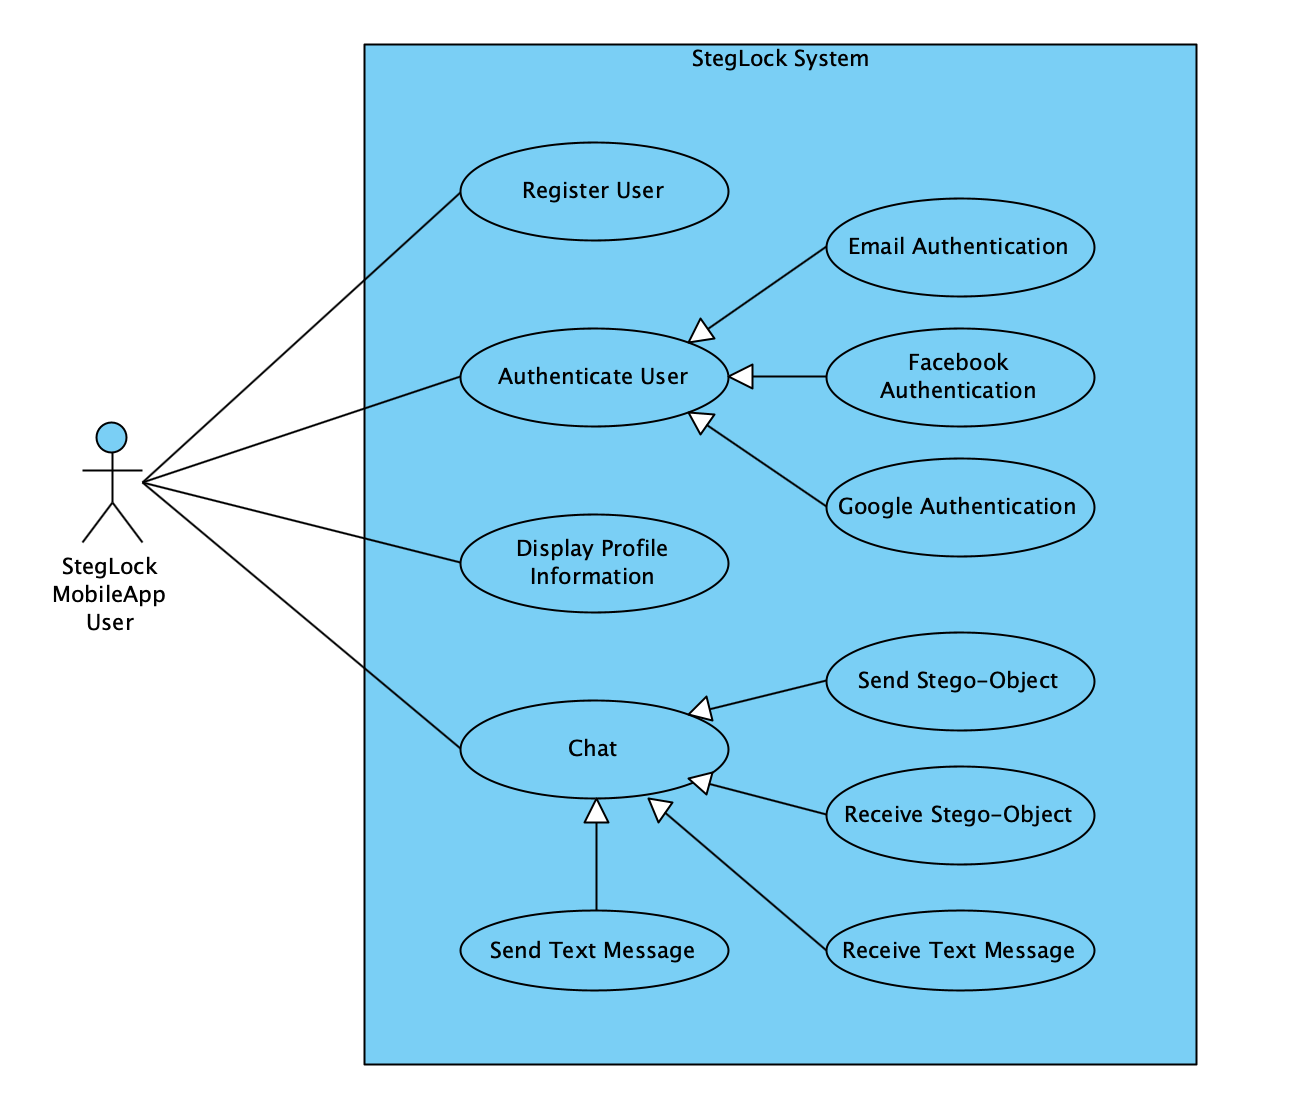 StegLock System
Register User
Email Authentication
Authenticate User
Facebook
Authentication
Google Authentication
StegLock
MobileApp
User
Display Profile
Information
Send Stego-Object
Chat
Receive Stego-Object
Send Text Message
Receive Text Message